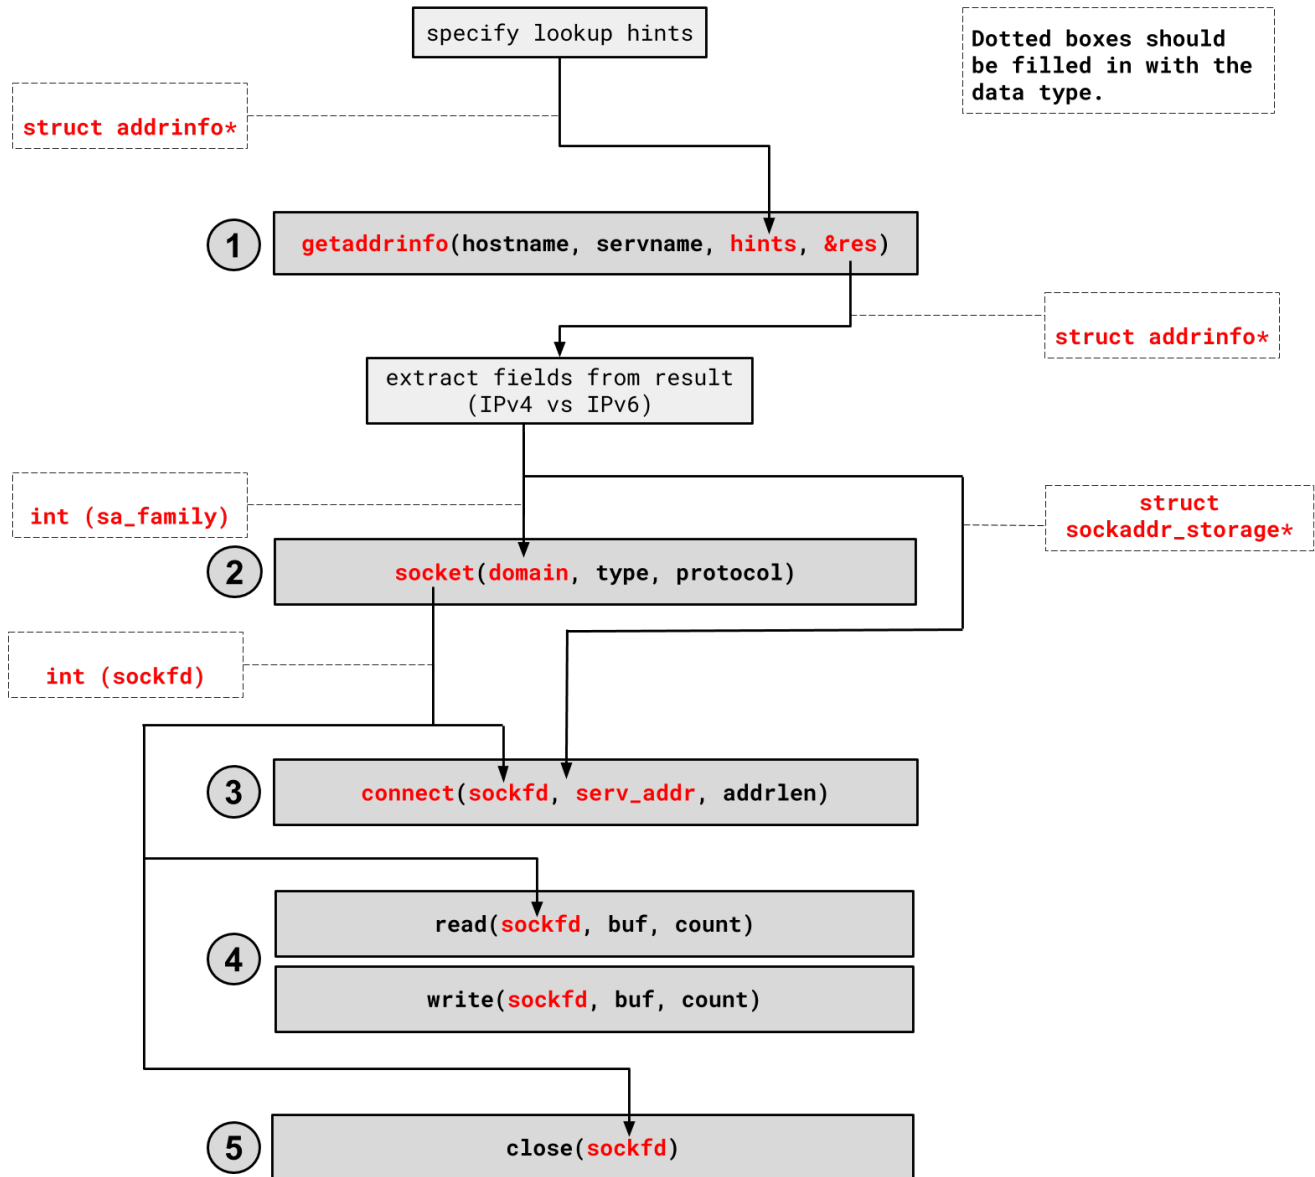 specify lookup hints
Dotted boxes should
be filled in with the
data type.
struct addrinfo*
1
getaddrinfo(hostname, servname, hints, &res)
struct addrinfo*
extract fields from result
(IPv4 vs IPv6)
int (sa_family)
struct
sockaddr_storage*
2
socket(domain, type, protocol)
int (sockfd)
3
connect(sockfd, serv_addr, addrlen)
4
read(sockfd, buf, count)
write(sockfd, buf, count)
5
close(sockfd)